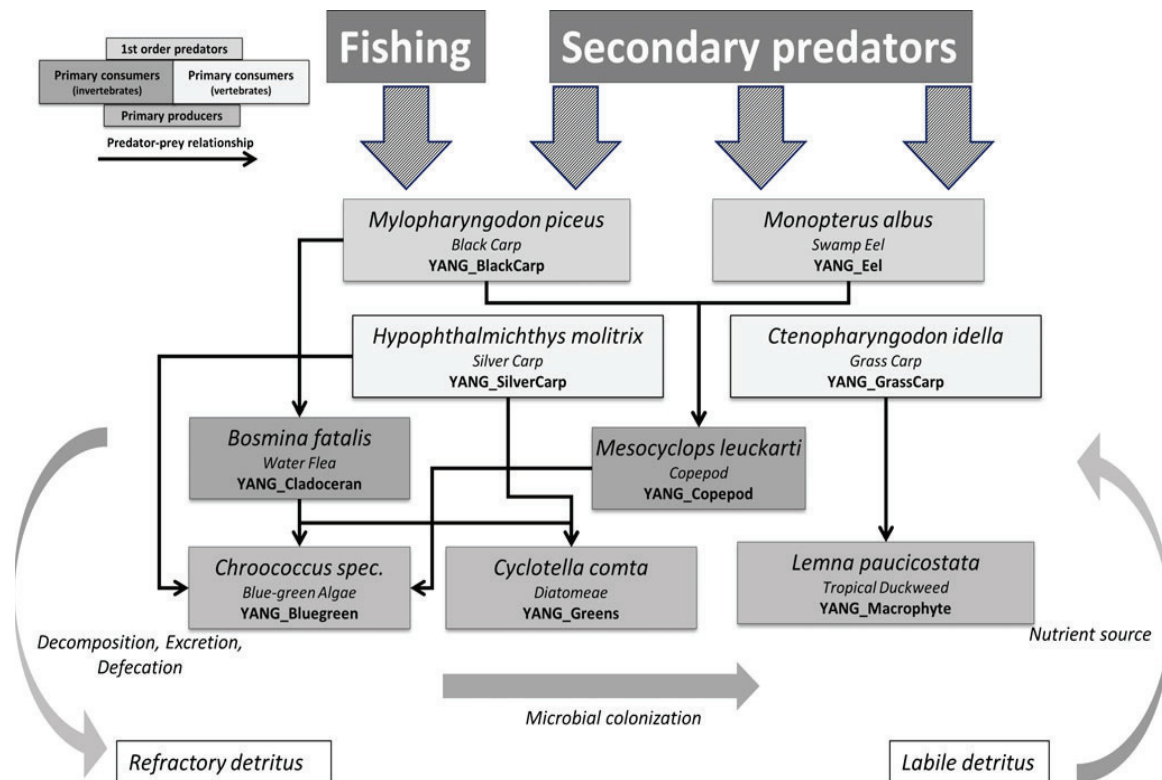 1st order predators
Primary consumers
(invertebrates)
Primary consumers
(vertebrates)
Primary producers
Predator-prey relationship
Fishing
Secondary predators
Mylopharyngodon piceus
Black Carp
YANG_BlackCarp
Monopterus albus
Swamp Eel
YANG_Eel
Hypophthalmichthys molitrix
Silver Carp
YANG_SilverCarp
Ctenopharyngodon idella
Grass Carp
YANG_GrassCarp
Bosmina fatalis
Water Flea
YANG_Cladoceran
Mesocyclops leuckarti
Copepod
YANG_Copepod
Chroococcus spec.
Blue-green Algae
YANG_Bluegreen
Cyclotella comta
Diatomeae
YANG_Greens
Lemna paucicostata
Tropical Duckweed
YANG_Macrophyte
Decomposition, Excretion,
Defecation
Nutrient source
Microbial colonization
Refractory detritus
Labile detritus